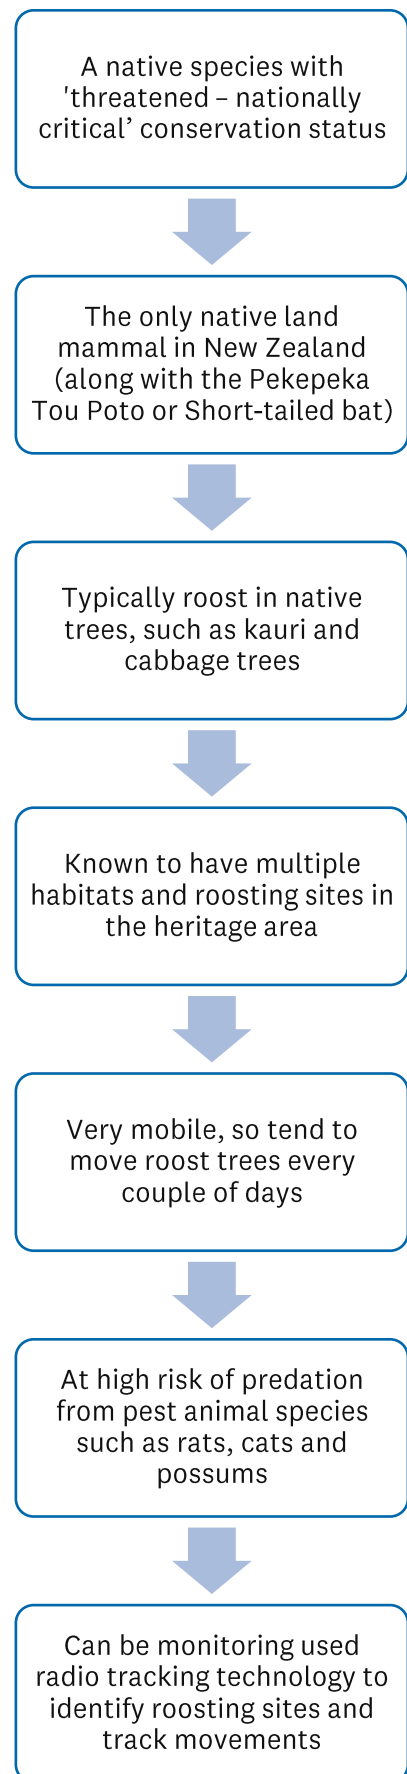 A native species with
'threatened – nationally
critical’ conservation status
The only native land
mammal in New Zealand
(along with the Pekepeka
Tou Poto or Short-tailed bat)
Typically roost in native
trees, such as kauri and
cabbage trees
Known to have multiple
habitats and roosting sites in
the heritage area
Very mobile, so tend to
move roost trees every
couple of days
At high risk of predation
from pest animal species
such as rats, cats and
possums
Can be monitoring used
radio tracking technology to
identify roosting sites and
track movements